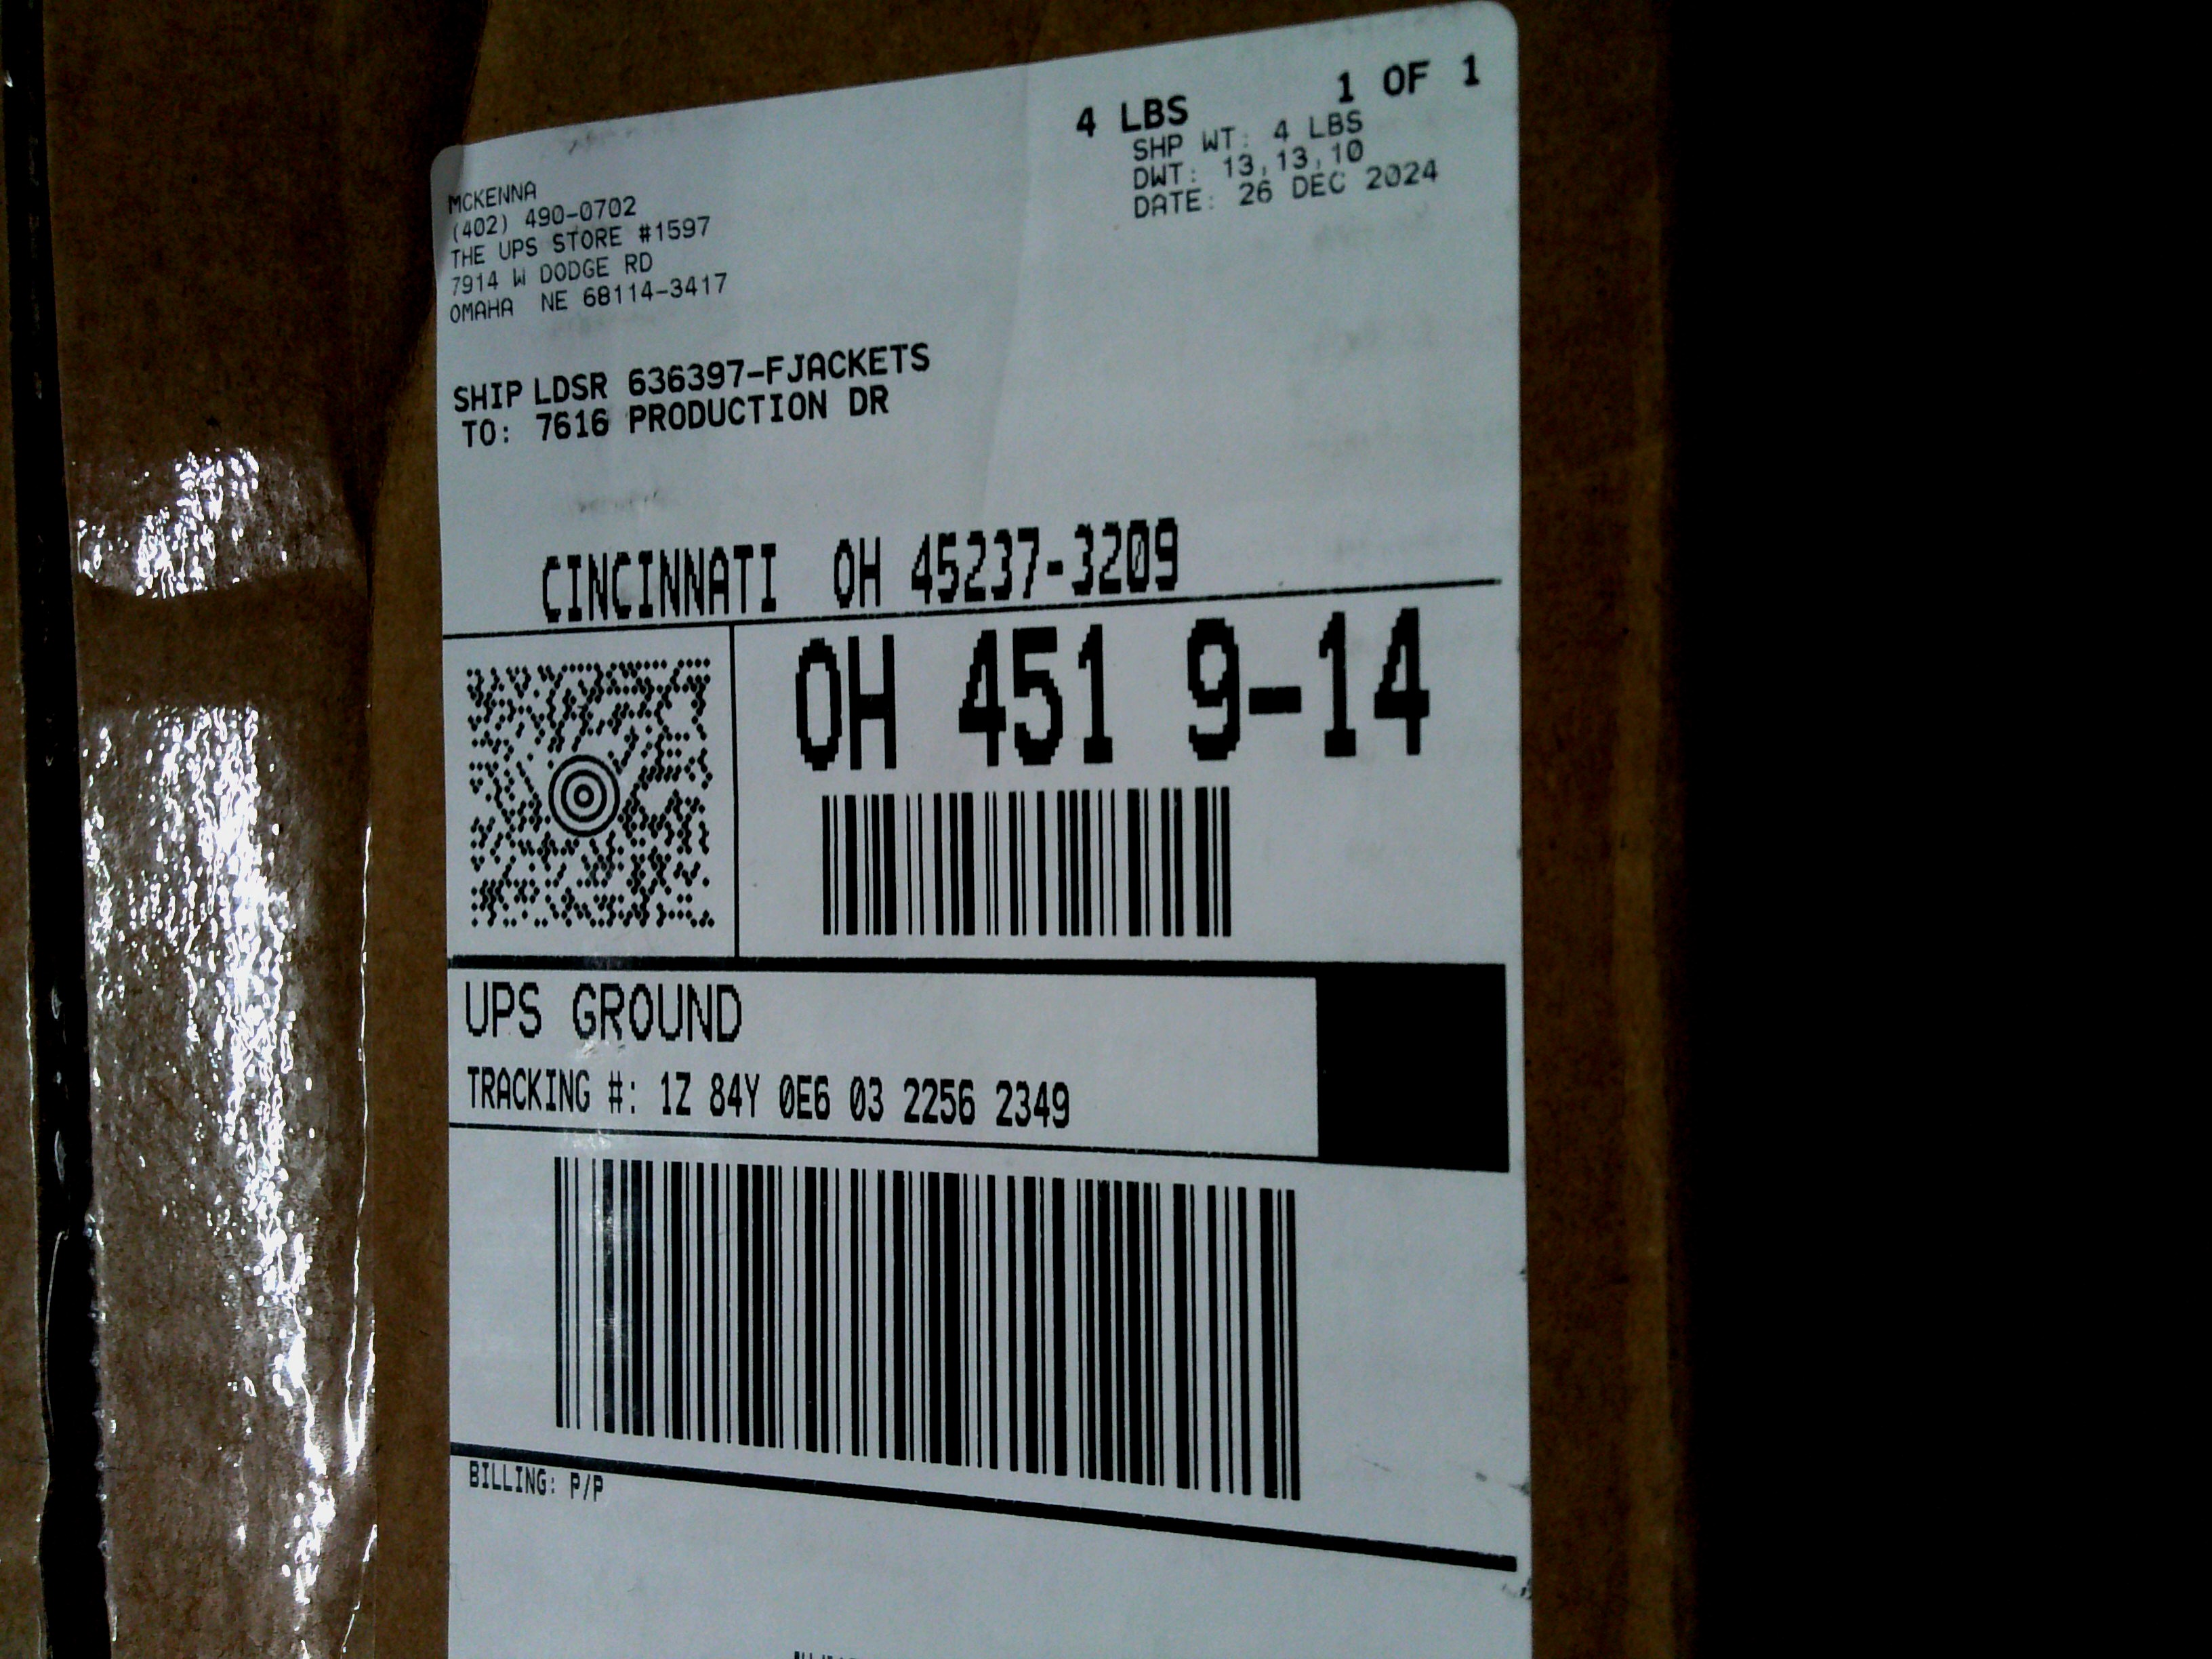 4 LBS 1 OF 1
SHP WT: 4 LBS
DWT: 13,13,10
DATE: 26 DEC 2024
MCKENNA
(402) 490-0702
THE UPS STORE #1597
7914 W DODGE RD
OMAHA NE 68114-3417
SHIP LDSR 636397-FJACKETS
TO: 7616 PRODUCTION DR
CINCINNATI OH 45237-3209
OH 451 9-14
UPS GROUND
TRACKING #: 1Z 84Y 0E6 03 2256 2349
BILLING: P/P